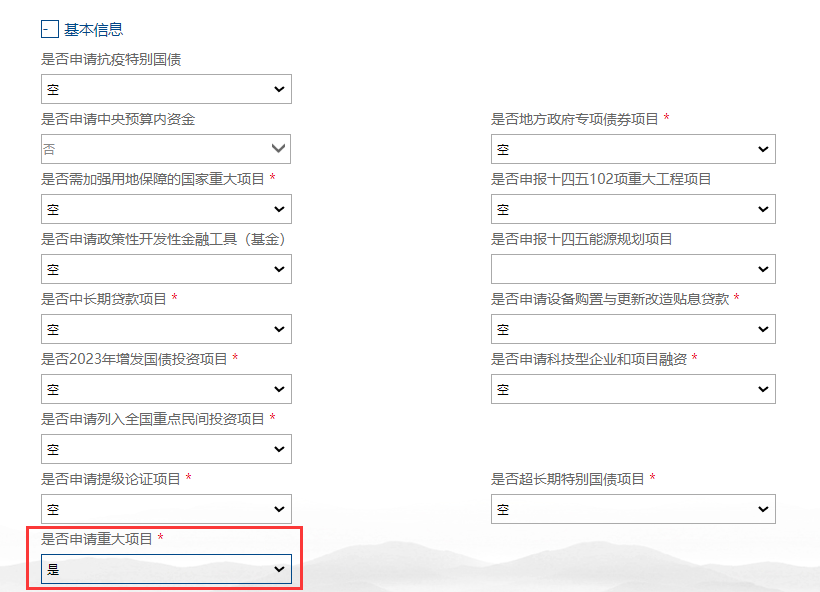 - 基本信息
是否申请抗疫特别国债
空
是否申请中央预算内资金
是否地方政府专项债券项目 *
否
空
是否需加强用地保障的国家重大项目 *
是否申报十四五102项重大工程项目
空
空
是否申请政策性开发性金融工具（基金）
是否申报十四五能源规划项目
空
是否中长期贷款项目 *
是否申请设备购置与更新改造贴息贷款 *
空
空
是否2023年增发国债投资项目 *
是否申请科技型企业和项目融资 *
空
空
是否申请列入全国重点民间投资项目 *
空
是否申请提级论证项目 *
是否超长期特别国债项目 *
空
空
是否申请重大项目 *
是